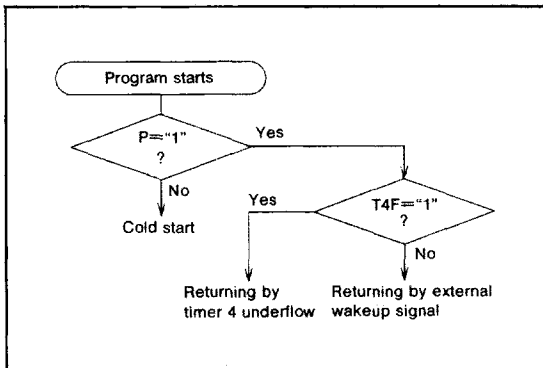 Program starts
P=“1”
?
Yes
No
Cold start
T4F=“1”
?
Yes
No
Returning by
timer 4 underflow
Returning by external
wakeup signal